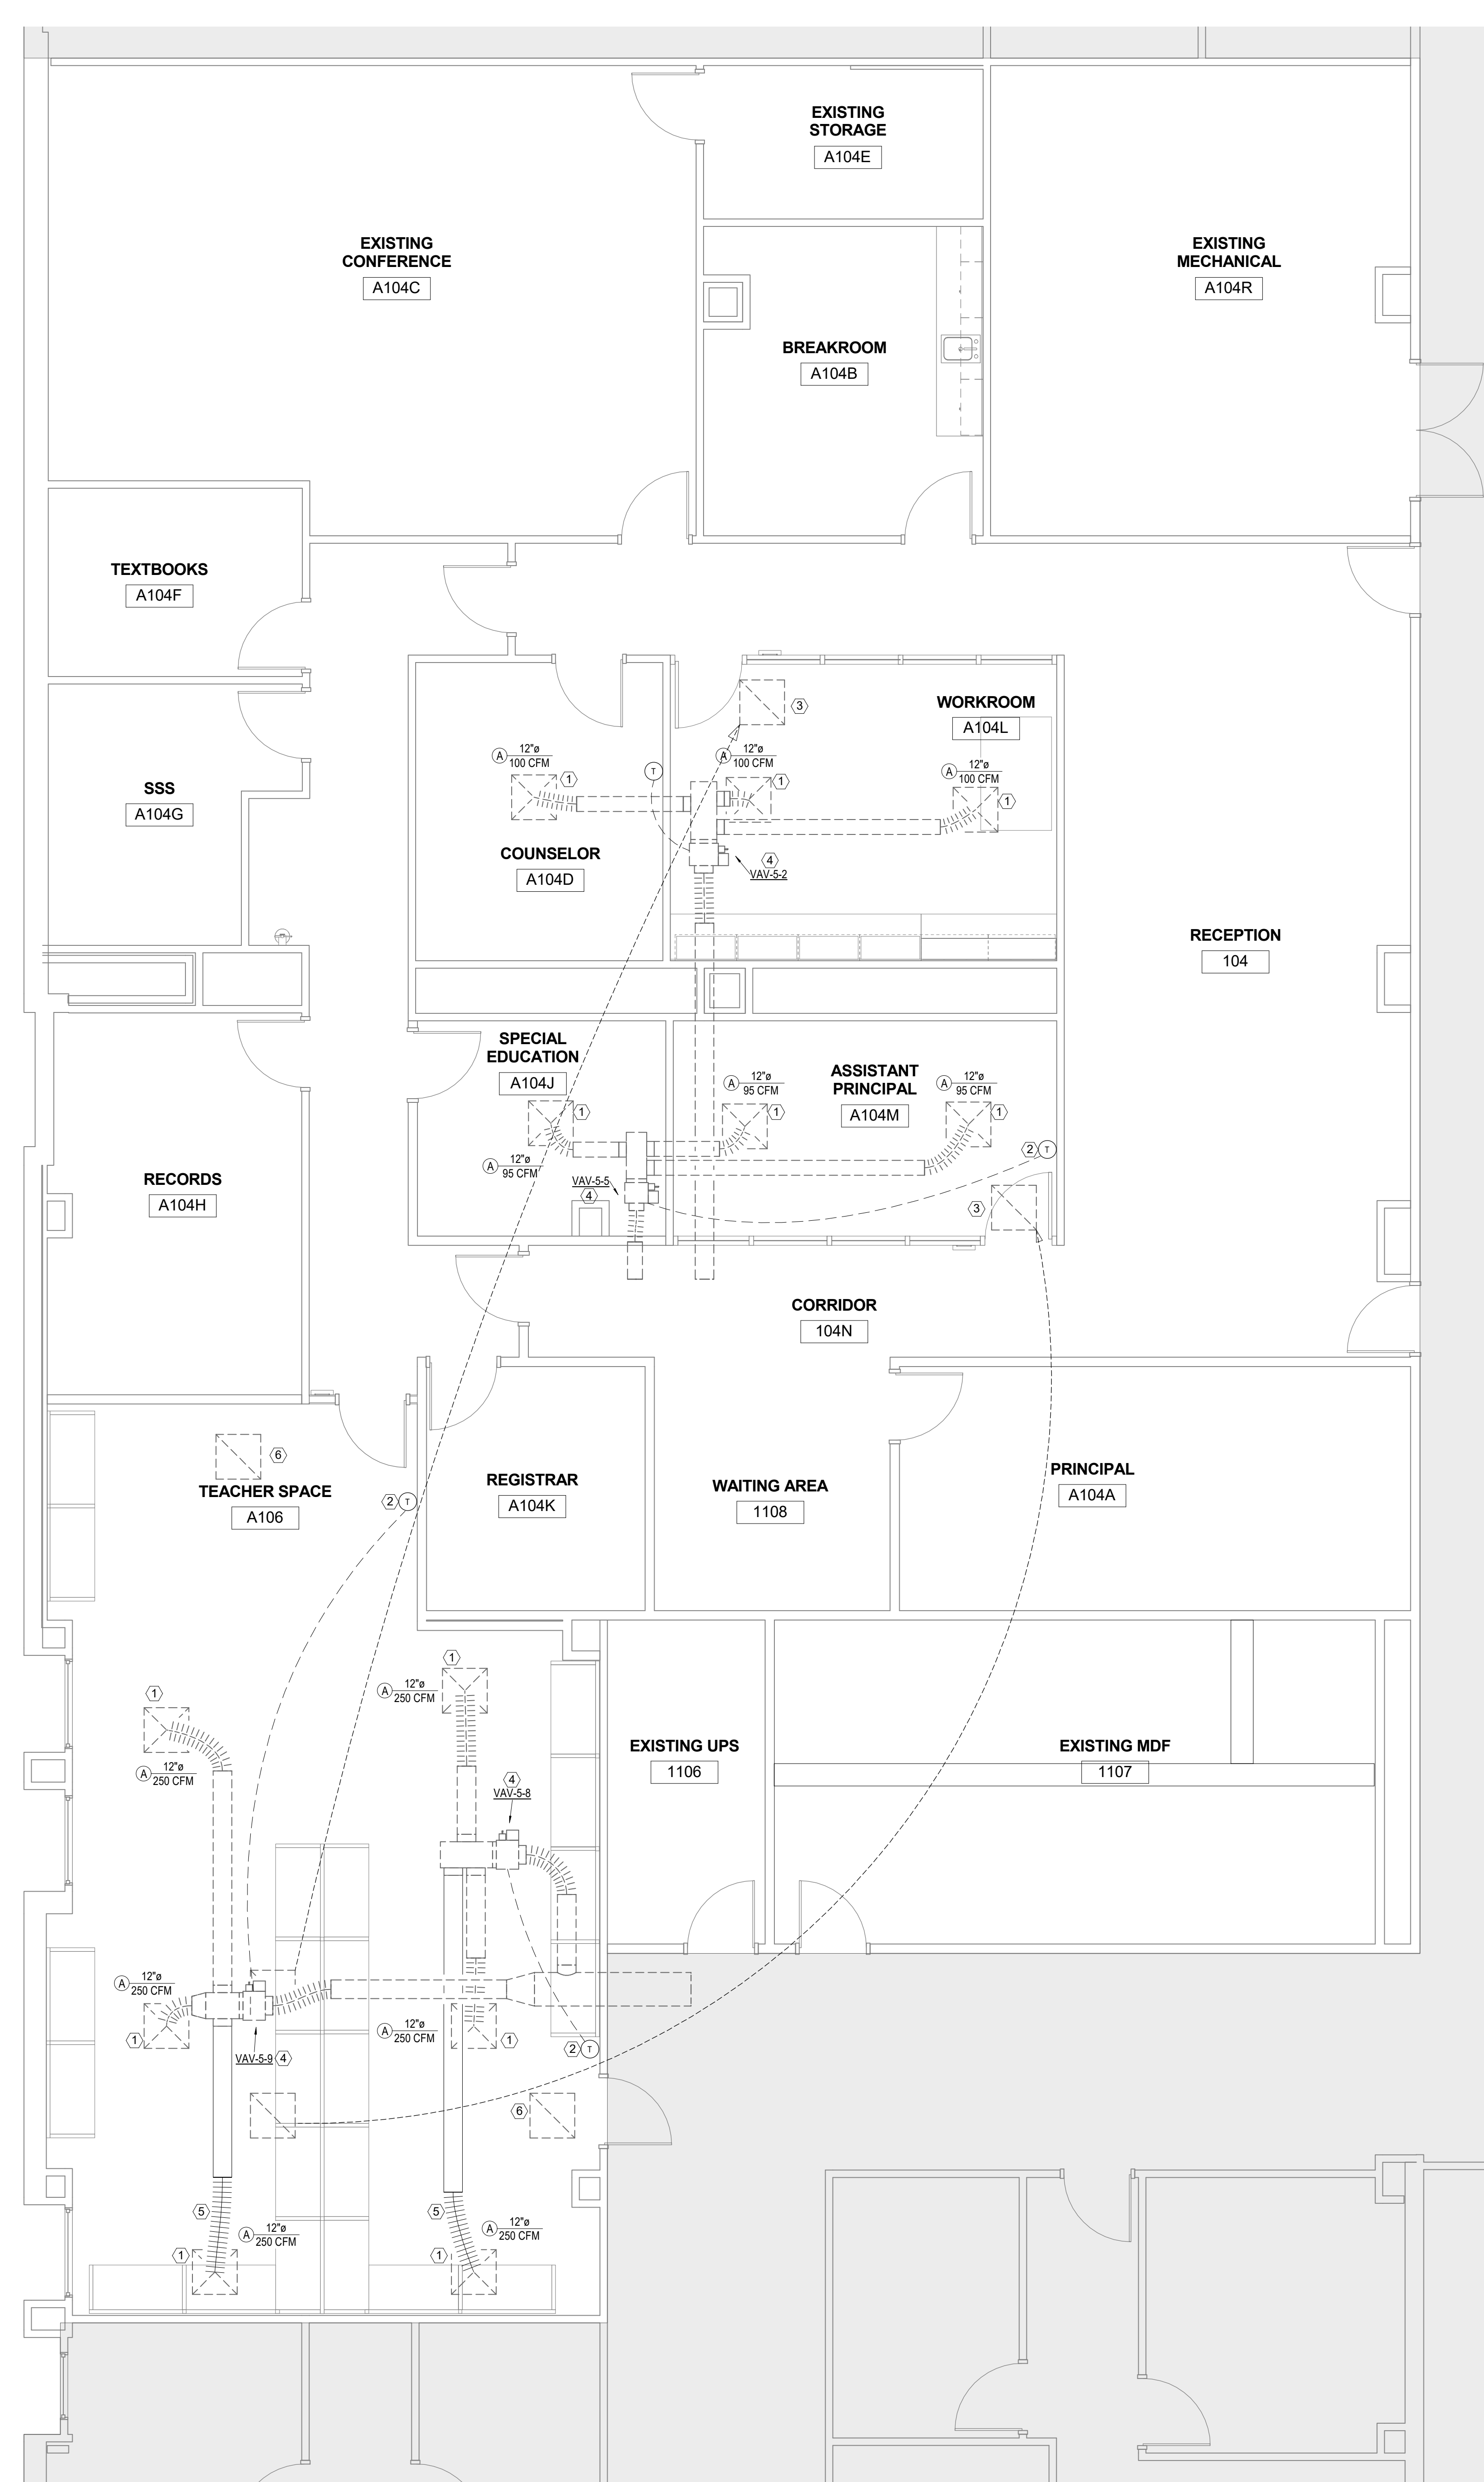 EXISTING
STORAGE
A104E
EXISTING
CONFERENCE
A104C
EXISTING
MECHANICAL
A104R
BREAKROOM
A104B
TEXTBOOKS
A104F
WORKROOM
A104L
3
12"ø
A
100 CFM
1
T
12"ø
A
100 CFM
1
12"ø
A
100 CFM
1
SSS
A104G
COUNSELOR
A104D
4
VAV-5-2
RECEPTION
104
SPECIAL
EDUCATION
A104J
1
12"ø
A
95 CFM
VAV-5-5
4
12"ø
A
95 CFM
1
ASSISTANT
PRINCIPAL
A104M
12"ø
A
95 CFM
1
2
T
3
RECORDS
A104H
CORRIDOR
104N
6
TEACHER SPACE
A106
2
T
REGISTRAR
A104K
WAITING AREA
1108
PRINCIPAL
A104A
1
12"ø
A
250 CFM
1
12"ø
A
250 CFM
4
VAV-5-8
EXISTING UPS
1106
EXISTING MDF
1107
12"ø
A
250 CFM
1
VAV-5-9
4
12"ø
A
250 CFM
1
2
T
6
5
12"ø
A
250 CFM
1
5
12"ø
A
250 CFM
1